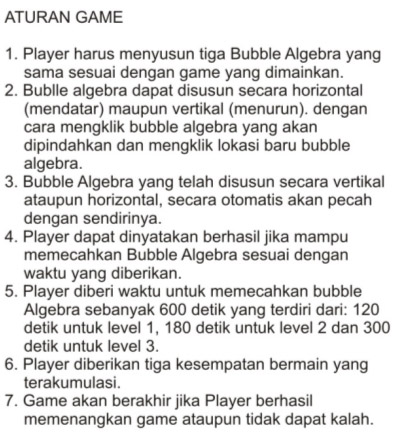 ATURAN GAME
1. Player harus menyusun tiga Bubble Algebra yang
sama sesuai dengan game yang dimainkan.
2. Bublle algebra dapat disusun secara horizontal
(mendatar) maupun vertikal (menurun). dengan
cara mengklik bubble algebra yang akan
dipindahkan dan mengklik lokasi baru bubble
algebra.
3. Bubble Algebra yang telah disusun secara vertikal
ataupun horizontal, secara otomatis akan pecah
dengan sendirinya.
4. Player dapat dinyatakan berhasil jika mampu
memecahkan Bubble Algebra sesuai dengan
waktu yang diberikan.
5. Player diberi waktu untuk memecahkan bubble
Algebra sebanyak 600 detik yang terdiri dari: 120
detik untuk level 1, 180 detik untuk level 2 dan 300
detik untuk level 3.
6. Player diberikan tiga kesempatan bermain yang
terakumulasi.
7. Game akan berakhir jika Player berhasil
memenangkan game ataupun tidak dapat kalah.